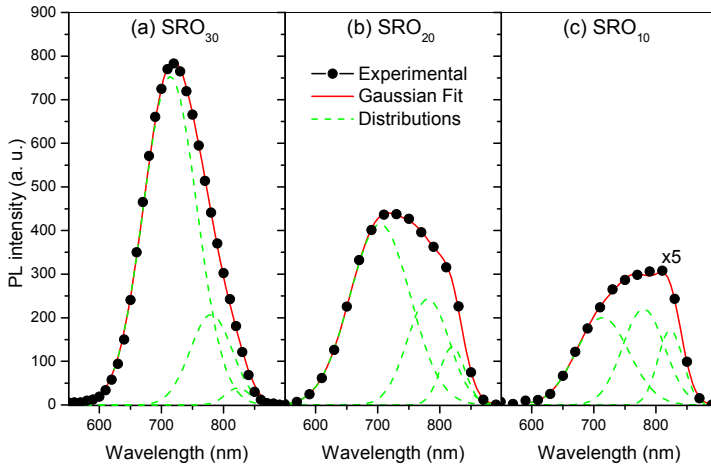 (a) SRO30
(b) SRO20
(c) SRO10
Experimental
Gaussian Fit
Distributions
x5
PL intensity (a. u.)
900
800
700
600
500
400
300
200
100
0
600 700 800
600 700 800
600 700 800
Wavelength (nm)
Wavelength (nm)
Wavelength (nm)